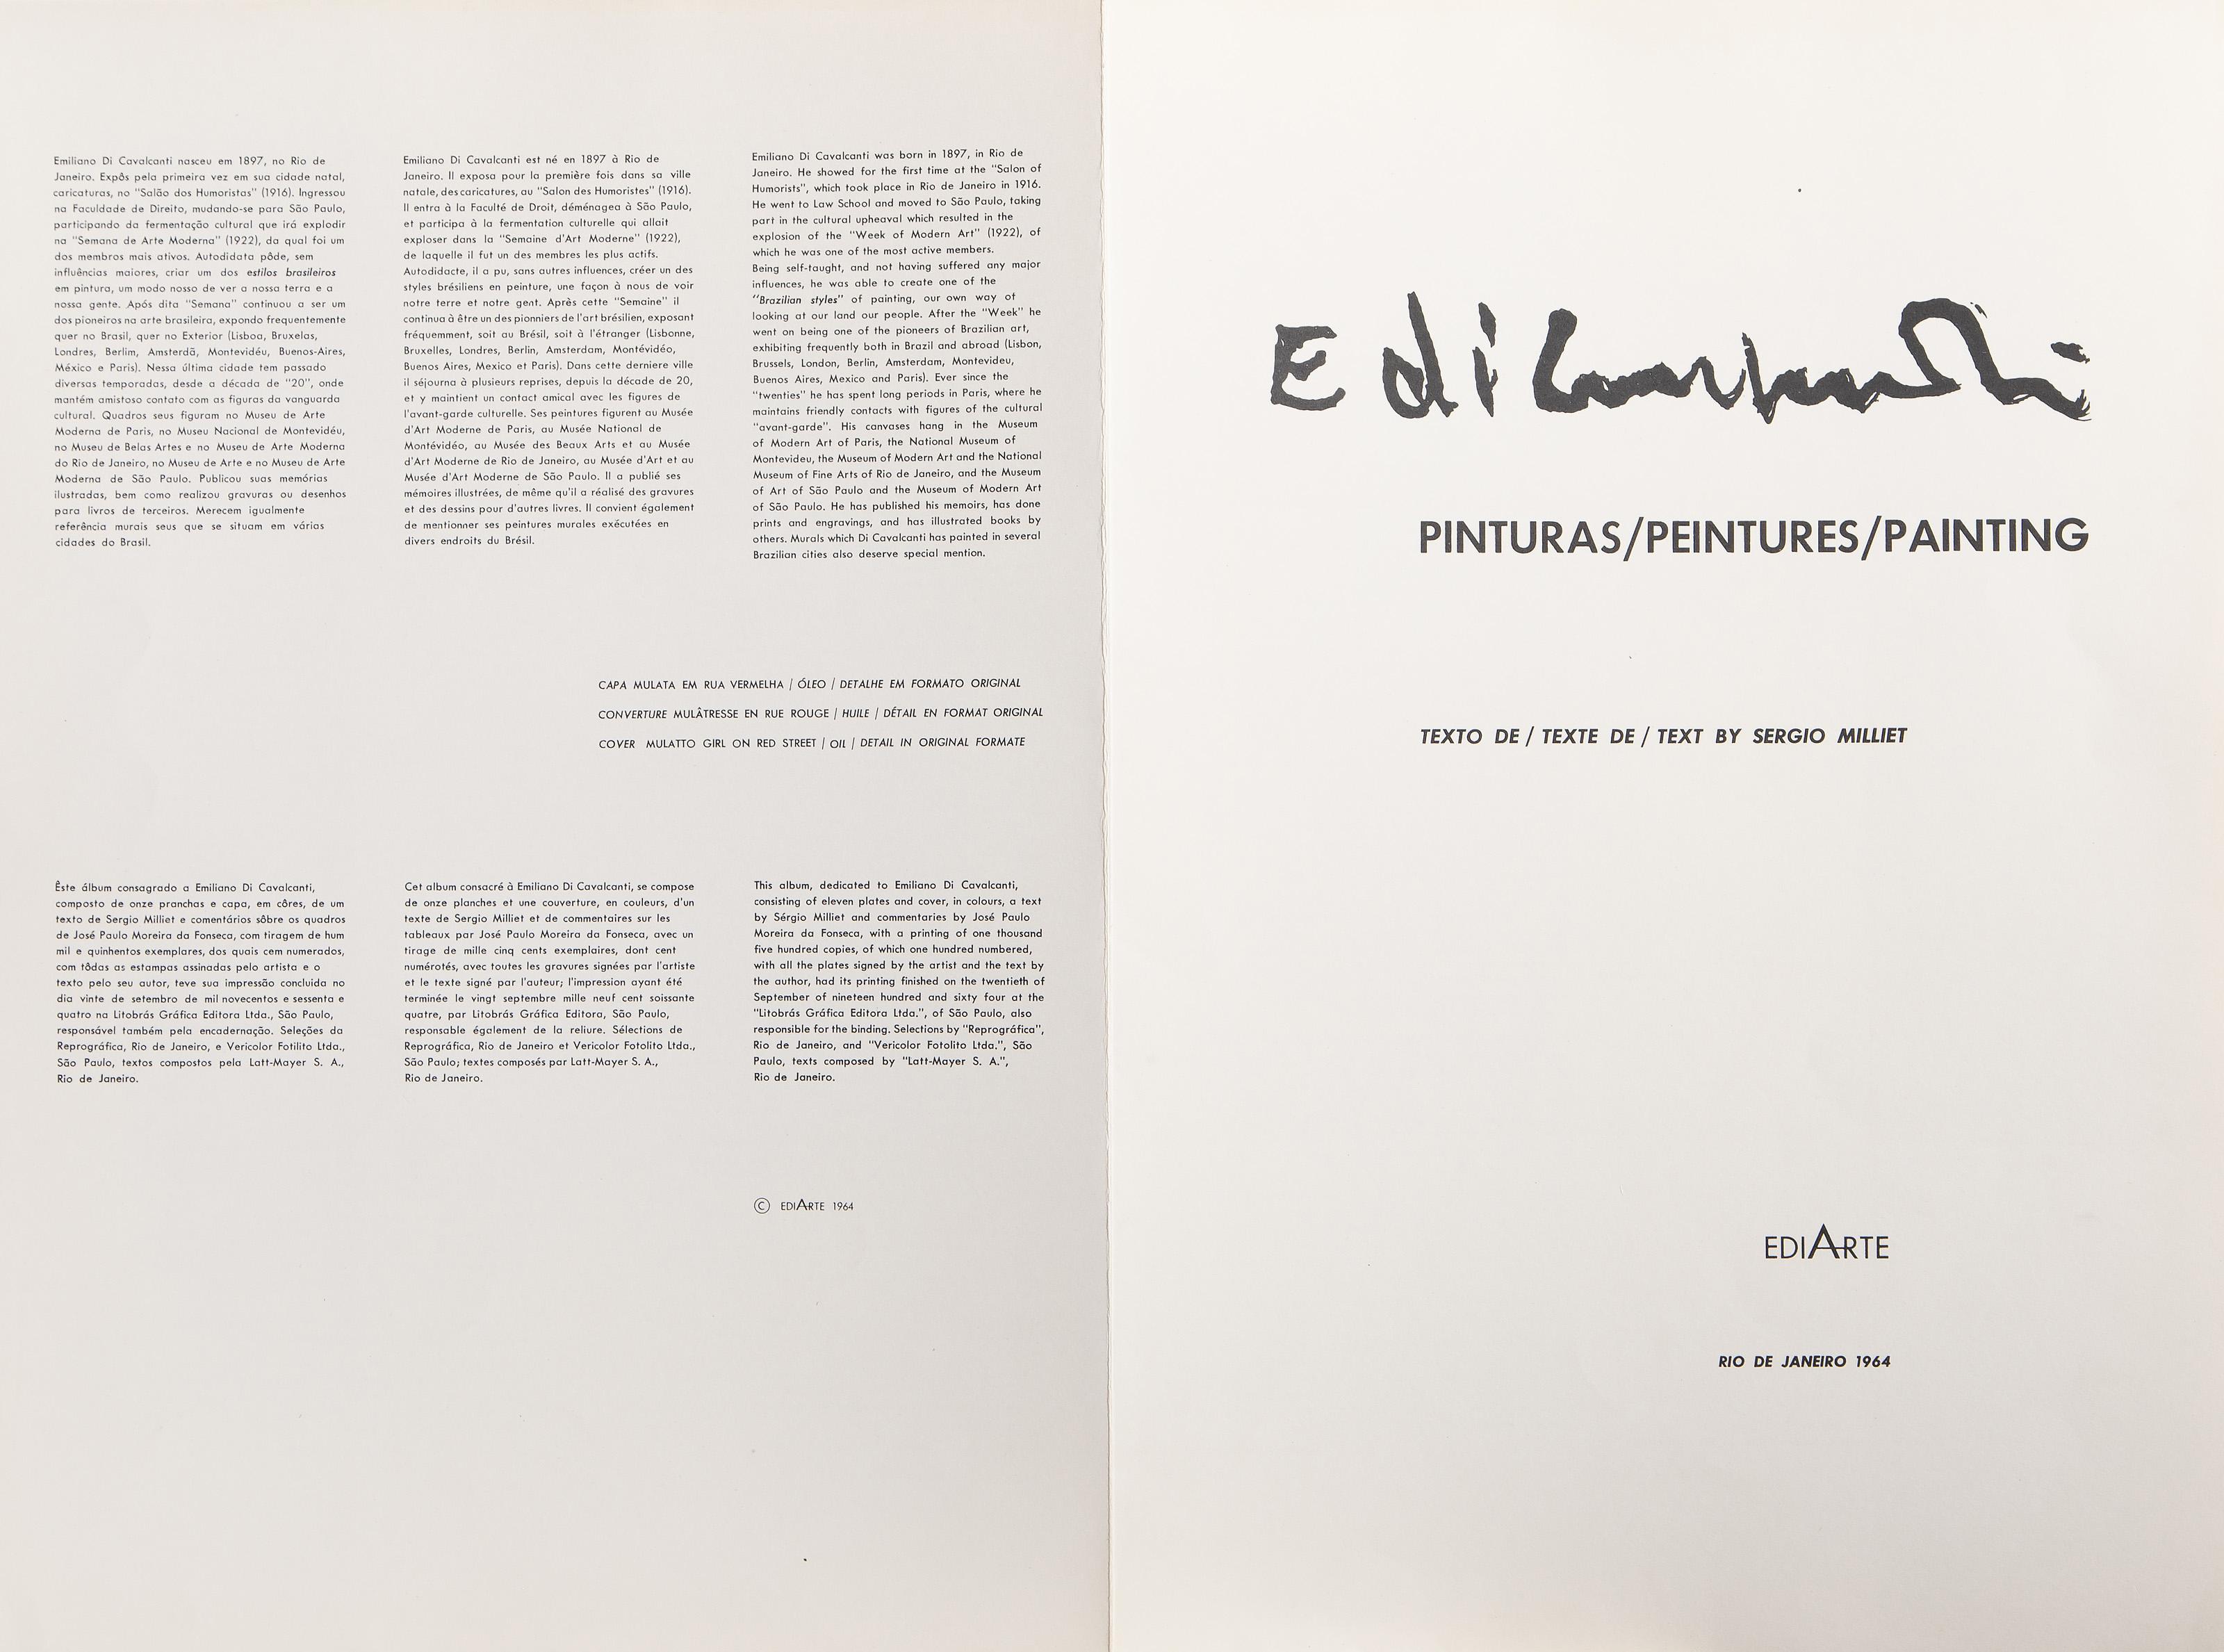 Emiliano Di Cavalcanti nasceu em 1897, no Rio de
Janeiro. Expôs pela primeira vez em sua cidade natal,
caricaturas, no "Salão dos Humoristas" (1916). Ingressou
na Faculdade de Direito, mudando-se para São Paulo,
participando da fermentação cultural que irá explodir
na "Semana de Arte Moderna" (1922), da qual foi um
dos membros mais ativos. Autodidata pôde, sem
influências maiores, criar um dos estilos brasileiros
em pintura, um modo nosso de ver a nossa terra e a
nossa gente. Após dita "Semana" continuou a ser um
dos pioneiros na arte brasileira, expondo frequentemente
quer no Brasil, quer no Exterior (Lisboa, Bruxelas,
Londres, Berlim, Amsterdã, Montevidéu, Buenos-Aires,
México e Paris). Nessa última cidade tem passado
diversas temporadas, desde a década de "20", onde
mantém amistoso contato com as figuras da vanguarda
cultural. Quadros seus figuram no Museu de Arte
Moderna de Paris, no Museu Nacional de Montevidéu,
no Museu de Belas Artes e no Museu de Arte Moderna
do Rio de Janeiro, no Museu de Arte e no Museu de Arte
Moderna de São Paulo. Publicou suas memórias
ilustradas, bem como realizou gravuras ou desenhos
para livros de terceiros. Merecem igualmente
referência murais seus que se situam em várias
cidades do Brasil.
Emiliano Di Cavalcanti est né en 1897 à Rio de
Janeiro. Il exposa pour la première fois dans sa ville
natale, des caricatures, au "Salon des Humoristes" (1916).
Il entra à la Faculté de Droit, déménagea à São Paulo,
et participa à la fermentation culturelle qui allait
exploser dans la "Semaine d'Art Moderne" (1922),
de laquelle il fut un des membres les plus actifs.
Autodidacte, il a pu, sans autres influences, créer un des
styles brésiliens en peinture, une façon à nous de voir
notre terre et notre gent. Après cette "Semaine" il
continua à être un des pionniers de l'art brésilien, exposant
fréquemment, soit au Brésil, soit à l'étranger (Lisbonne,
Bruxelles, Londres, Berlin, Amsterdam, Montévidéo,
Buenos Aires, Mexico et Paris). Dans cette derniere ville
il séjourna à plusieurs reprises, depuis la décade de 20,
et y maintient un contact amical avec les figures de
l'avant-garde culturelle. Ses peintures figurent au Musée
d'Art Moderne de Paris, au Musée National de
Montévidéo, au Musée des Beaux Arts et au Musée
d'Art Moderne de Rio de Janeiro, au Musée d'Art et au
Musée d'Art Moderne de São Paulo. Il a publié ses
mémoires illustrées, de même qu'il a réalisé des gravures
et des dessins pour d'autres livres. Il convient également
de mentionner ses peintures murales exécutées en
divers endroits du Brésil.
Emiliano Di Cavalcanti was born in 1897, in Rio de
Janeiro. He showed for the first time at the "Salon of
Humorists", which took place in Rio de Janeiro in 1916.
He went to Law School and moved to São Paulo, taking
part in the cultural upheaval which resulted in the
explosion of the "Week of Modern Art" (1922), of
which he was one of the most active members.
Being self-taught, and not having suffered any major
influences, he was able to create one of the
"Brazilian styles" of painting, our own way of
looking at our land our people. After the "Week" he
went on being one of the pioneers of Brazilian art,
exhibiting frequently both in Brazil and abroad (Lisbon,
Brussels, London, Berlin, Amsterdam, Montevideu,
Buenos Aires, Mexico and Paris). Ever since the
"twenties" he has spent long periods in Paris, where he
maintains friendly contacts with figures of the cultural
"avant-garde". His canvases hang in the Museum
of Modern Art of Paris, the National Museum of
Montevideu, the Museum of Modern Art and the National
Museum of Fine Arts of Rio de Janeiro, and the Museum
of Art of São Paulo and the Museum of Modern Art
of São Paulo. He has published his memoirs, has done
prints and engravings, and has illustrated books by
others. Murals which Di Cavalcanti has painted in several
Brazilian cities also deserve special mention.
CAPA MULATA EM RUA VERMELHA / ÓLEO / DETALHE EM FORMATO ORIGINAL
CONVERTURE MULÂTRESSE EN RUE ROUGE / HUILE / DÉTAIL EN FORMAT ORIGINAL
COVER MULATTO GIRL ON RED STREET / OIL / DETAIL IN ORIGINAL FORMATE
Êste álbum consagrado a Emiliano Di Cavalcanti,
composto de onze pranchas e capa, em côres, de um
texto de Sergio Milliet e comentários sôbre os quadros
de José Paulo Moreira da Fonseca, com tiragem de hum
mil e quinhentos exemplares, dos quais cem numerados,
com tôdas as estampas assinadas pelo artista e o
texto pelo seu autor, teve sua impressão concluida no
dia vinte de setembro de mil novecentos e sessenta e
quatro na Litobrás Gráfica Editora Ltda., São Paulo,
responsável também pela encadernação. Seleções da
Reprográfica, Rio de Janeiro, e Vericolor Fotilito Ltda.,
São Paulo, textos compostos pela Latt-Mayer S. A.,
Rio de Janeiro.
Cet album consacré à Emiliano Di Cavalcanti, se compose
de onze planches et une couverture, en couleurs, d'un
texte de Sergio Milliet et de commentaires sur les
tableaux par José Paulo Moreira da Fonseca, avec un
tirage de mille cinq cents exemplaires, dont cent
numérotés, avec toutes les gravures signées par l'artiste
et le texte signé par l'auteur; l'impression ayant été
terminée le vingt septembre mille neuf cent soissante
quatre, par Litobrás Gráfica Editora, São Paulo,
responsable également de la reliure. Sélections de
Reprográfica, Rio de Janeiro et Vericolor Fotolito Ltda.,
São Paulo; textes composés par Latt-Mayer S. A.,
Rio de Janeiro.
This album, dedicated to Emiliano Di Cavalcanti,
consisting of eleven plates and cover, in colours, a text
by Sérgio Milliet and commentaries by José Paulo
Moreira da Fonseca, with a printing of one thousand
five hundred copies, of which one hundred numbered,
with all the plates signed by the artist and the text by
the author, had its printing finished on the twentieth of
September of nineteen hundred and sixty four at the
"Litobrás Gráfica Editora Ltda.", of São Paulo, also
responsible for the binding. Selections by "Reprográfica",
Rio de Janeiro, and "Vericolor Fotolito Ltda.", São
Paulo, texts composed by "Latt-Mayer S. A.",
Rio de Janeiro.
© EDIARTE 1964
E di Cavalcanti
PINTURAS/PEINTURES/PAINTING
TEXTO DE / TEXTE DE / TEXT BY SERGIO MILLIET
EDIARTE
RIO DE JANEIRO 1964